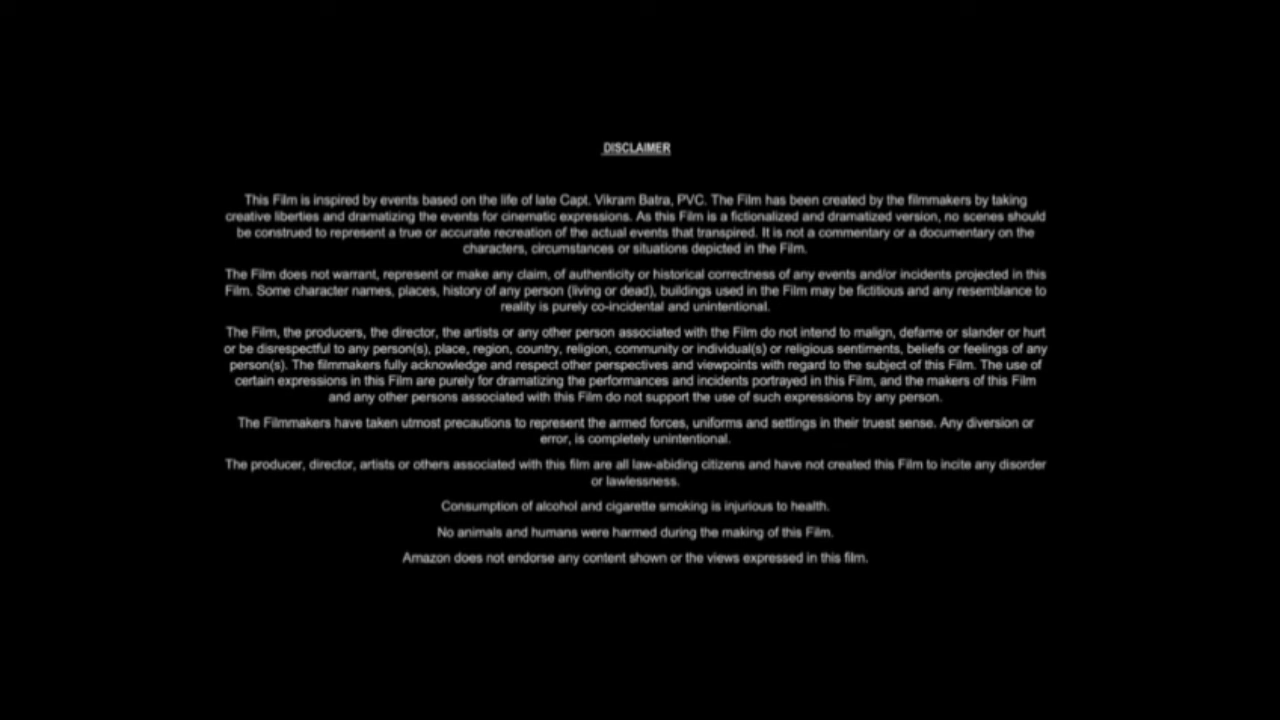 DISCLAIMER
This Film is inspired by events based on the life of late Capt. Vikram Batra, PVC. The Film has been created by the filmmakers by taking
creative liberties and dramatizing the events for cinematic expressions. As this Film is a fictionalized and dramatized version, no scenes should
be construed to represent a true or accurate recreation of the actual events that transpired. It is not a commentary or a documentary on the
characters, circumstances or situations depicted in the Film.
The Film does not warrant, represent or make any claim, of authenticity or historical correctness of any events and/or incidents projected in this
Film. Some character names, places, history of any person (living or dead), buildings used in the Film may be fictitious and any resemblance to
reality is purely co-incidental and unintentional.
The Film, the producers, the director, the artists or any other person associated with the Film do not intend to malign, defame or slander or hurt
or be disrespectful to any person(s), place, region, country, religion, community or individual(s) or religious sentiments, beliefs or feelings of any
person(s). The filmmakers fully acknowledge and respect other perspectives and viewpoints with regard to the subject of this Film. The use of
certain expressions in this Film are purely for dramatizing the performances and incidents portrayed in this Film, and the makers of this Film
and any other persons associated with this Film do not support the use of such expressions by any person.
The Filmmakers have taken utmost precautions to represent the armed forces, uniforms and settings in their truest sense. Any diversion or
error, is completely unintentional.
The producer, director, artists or others associated with this film are all law-abiding citizens and have not created this Film to incite any disorder
or lawlessness.
Consumption of alcohol and cigarette smoking is injurious to health.
No animals and humans were harmed during the making of this Film.
Amazon does not endorse any content shown or the views expressed in this film.